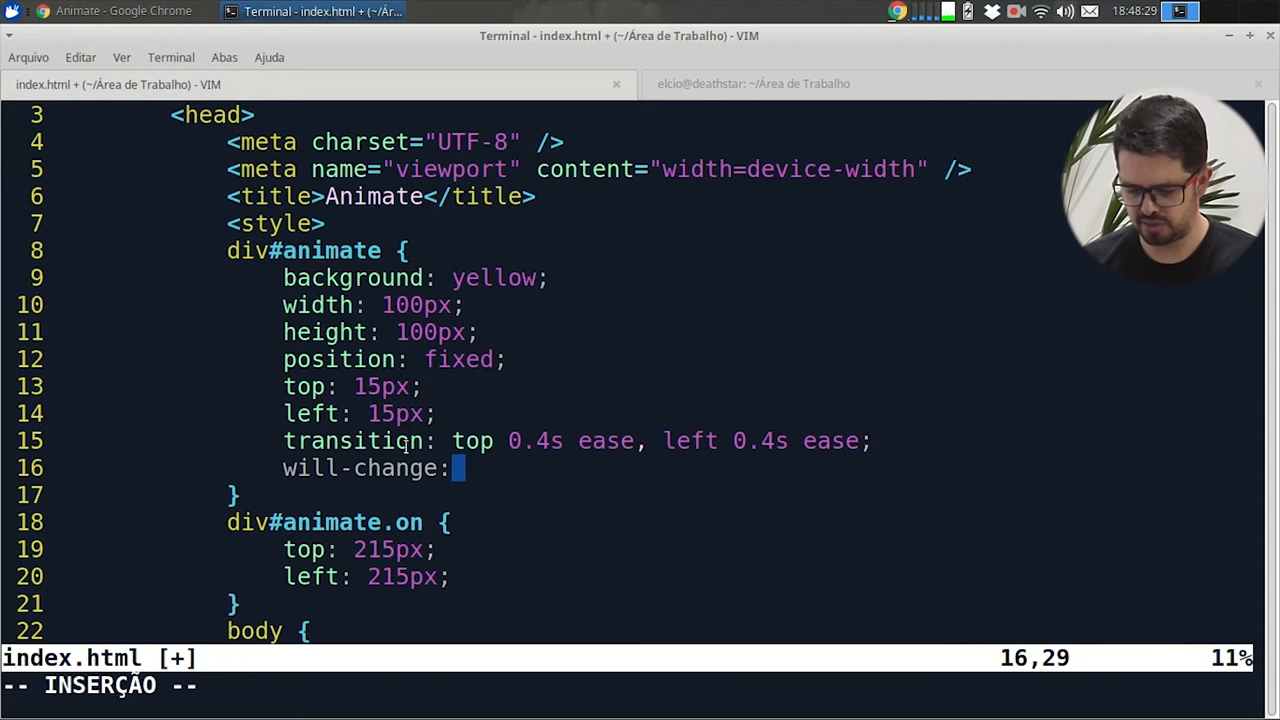 Animate - Google Chrome
Terminal - index.html + (~/Ár...
18:48:29
Terminal - index.html + (~/Área de Trabalho) - VIM
Arquivo Editar Ver Terminal Abas Ajuda
index.html + (~/Área de Trabalho) - VIM
elcio@deathstar: ~/Área de Trabalho
3 <head>
4 <meta charset="UTF-8" />
5 <meta name="viewport" content="width=device-width" />
6 <title>Animate</title>
7 <style>
8 div#animate {
9 background: yellow;
10 width: 100px;
11 height: 100px;
12 position: fixed;
13 top: 15px;
14 left: 15px;
15 transition: top 0.4s ease, left 0.4s ease;
16 will-change:
17 }
18 div#animate.on {
19 top: 215px;
20 left: 215px;
21 }
22 body {
index.html [+] 16,29 11%
-- INSERÇÃO --